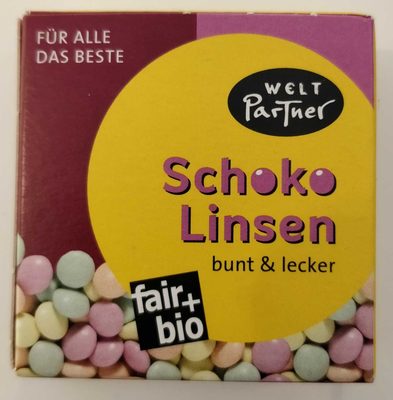 FÜR ALLE
DAS BESTE
WELT
PARTNER
Schoko
Linsen
bunt & lecker
fair+
bio